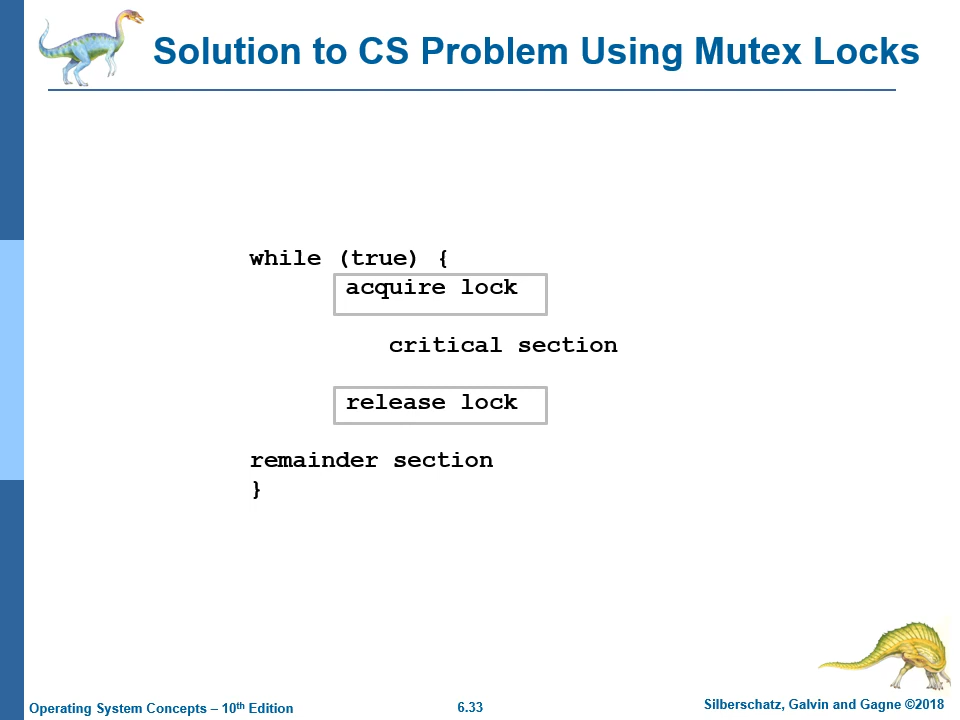 Solution to CS Problem Using Mutex Locks
while (true) {
acquire lock
critical section
release lock
remainder section
}
Operating System Concepts – 10th Edition
6.33
Silberschatz, Galvin and Gagne ©2018